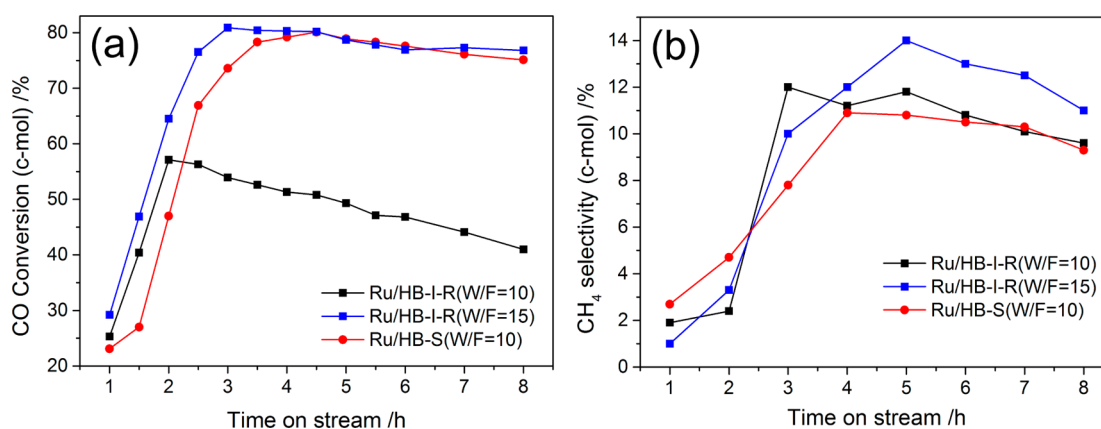 (a)
CO Conversion (c-mol) /%
80
70
60
50
40
30
20
Ru/HB-I-R(W/F=10)
Ru/HB-I-R(W/F=15)
Ru/HB-S(W/F=10)
1 2 3 4 5 6 7 8
Time on stream /h
(b)
CH₄ selectivity (c-mol) /%
14
12
10
8
6
4
2
0
Ru/HB-I-R(W/F=10)
Ru/HB-I-R(W/F=15)
Ru/HB-S(W/F=10)
1 2 3 4 5 6 7 8
Time on stream /h